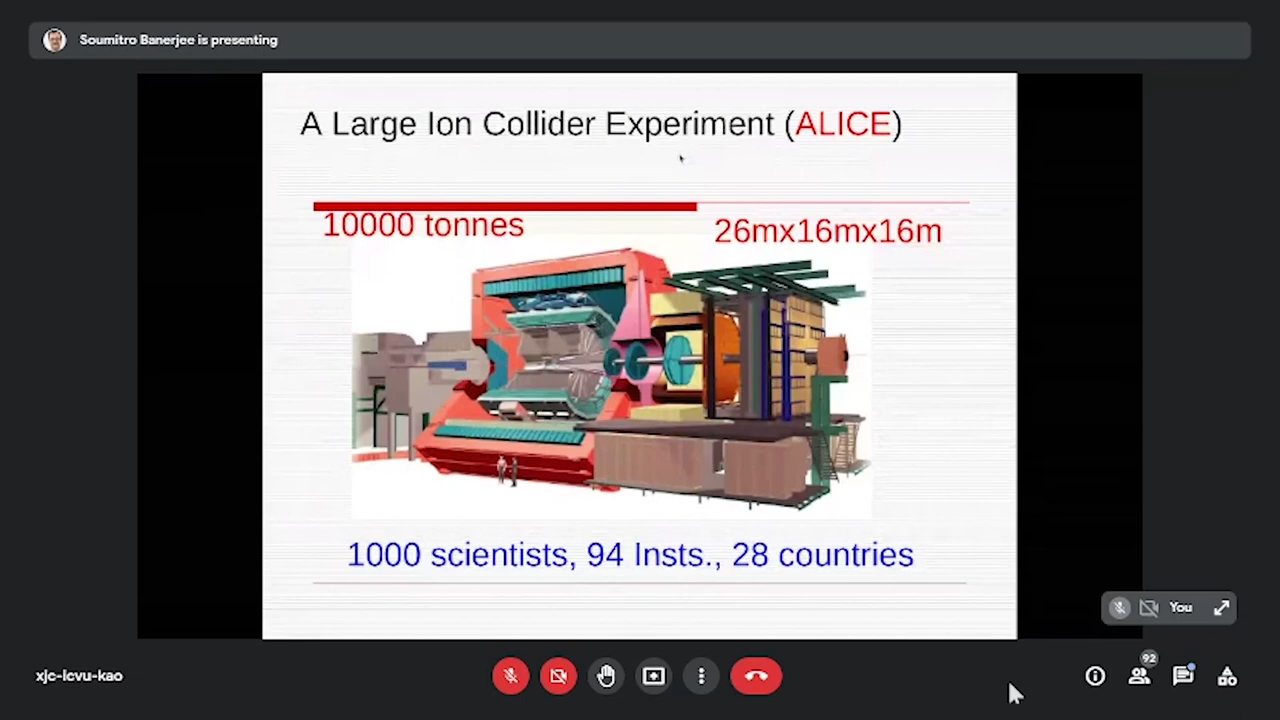 Soumitro Banerjee is presenting
A Large Ion Collider Experiment (ALICE)
10000 tonnes
26mx16mx16m
1000 scientists, 94 Insts., 28 countries
You
92
xjc-lcvu-kao